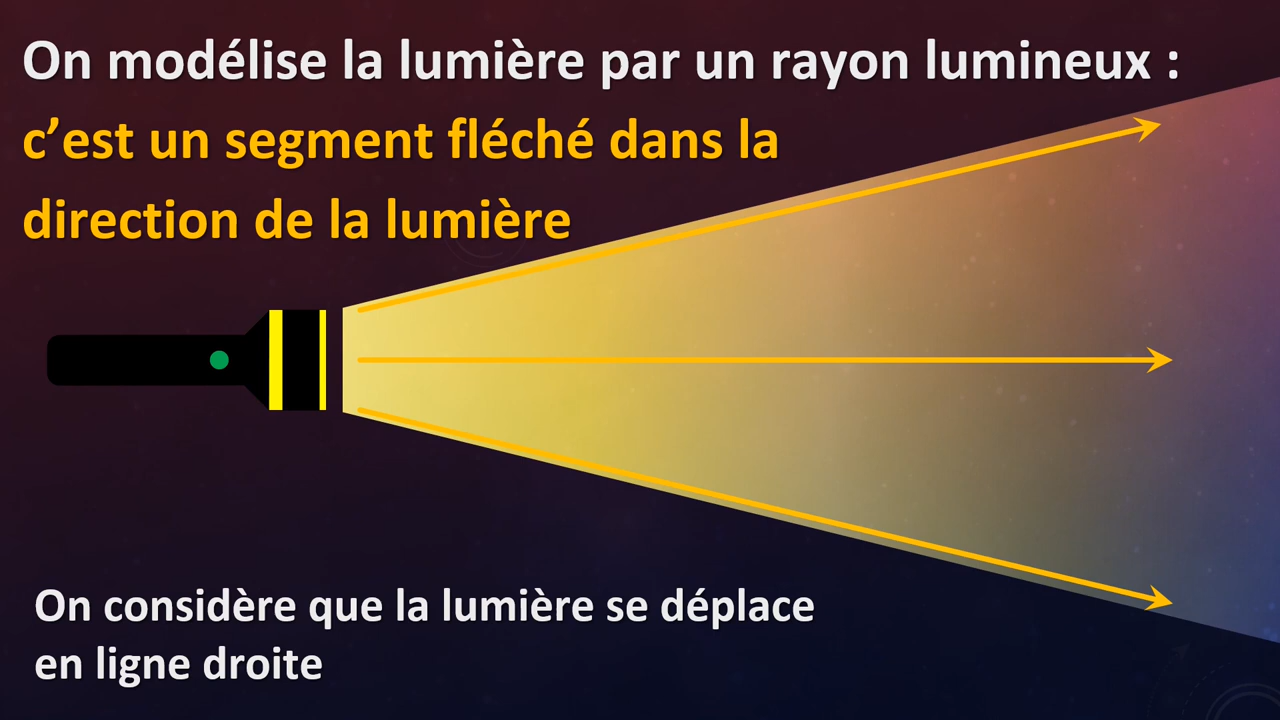 On modélise la lumière par un rayon lumineux :
c’est un segment fléché dans la
direction de la lumière
On considère que la lumière se déplace
en ligne droite